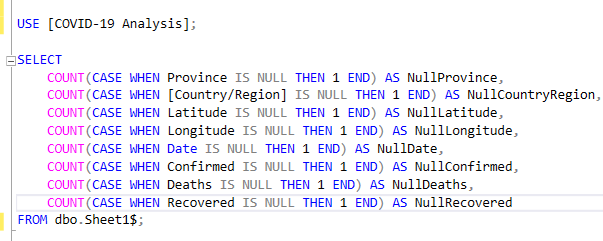 USE [COVID-19 Analysis];
SELECT
COUNT(CASE WHEN Province IS NULL THEN 1 END) AS NullProvince,
COUNT(CASE WHEN [Country/Region] IS NULL THEN 1 END) AS NullCountryRegion,
COUNT(CASE WHEN Latitude IS NULL THEN 1 END) AS NullLatitude,
COUNT(CASE WHEN Longitude IS NULL THEN 1 END) AS NullLongitude,
COUNT(CASE WHEN Date IS NULL THEN 1 END) AS NullDate,
COUNT(CASE WHEN Confirmed IS NULL THEN 1 END) AS NullConfirmed,
COUNT(CASE WHEN Deaths IS NULL THEN 1 END) AS NullDeaths,
COUNT(CASE WHEN Recovered IS NULL THEN 1 END) AS NullRecovered
FROM dbo.Sheet1$;